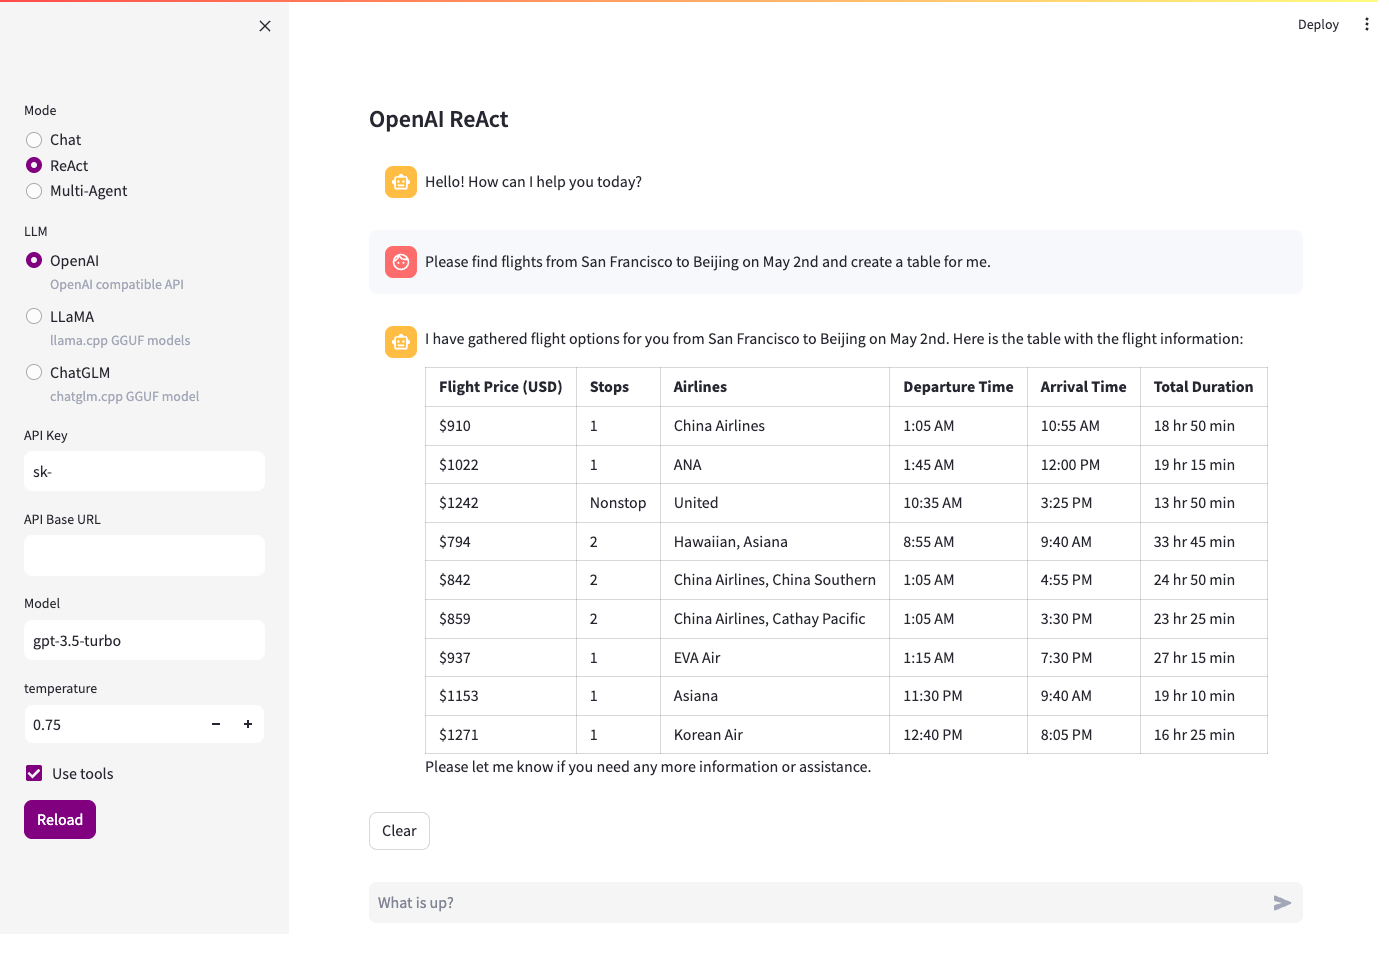 Deploy
Mode
Chat
ReAct
Multi-Agent
LLM
OpenAI
OpenAI compatible API
LLaMA
llama.cpp GGUF models
ChatGLM
chatglm.cpp GGUF model
API Key
sk-
API Base URL
Model
gpt-3.5-turbo
temperature
0.75
Use tools
Reload
OpenAI ReAct
Hello! How can I help you today?
Please find flights from San Francisco to Beijing on May 2nd and create a table for me.
I have gathered flight options for you from San Francisco to Beijing on May 2nd. Here is the table with the flight information:
Flight Price (USD) Stops Airlines Departure Time Arrival Time Total Duration
$910 1 China Airlines 1:05 AM 10:55 AM 18 hr 50 min
$1022 1 ANA 1:45 AM 12:00 PM 19 hr 15 min
$1242 Nonstop United 10:35 AM 3:25 PM 13 hr 50 min
$794 2 Hawaiian, Asiana 8:55 AM 9:40 AM 33 hr 45 min
$842 2 China Airlines, China Southern 1:05 AM 4:55 PM 24 hr 50 min
$859 2 China Airlines, Cathay Pacific 1:05 AM 3:30 PM 23 hr 25 min
$937 1 EVA Air 1:15 AM 7:30 PM 27 hr 15 min
$1153 1 Asiana 11:30 PM 9:40 AM 19 hr 10 min
$1271 1 Korean Air 12:40 PM 8:05 PM 16 hr 25 min
Please let me know if you need any more information or assistance.
Clear
What is up?